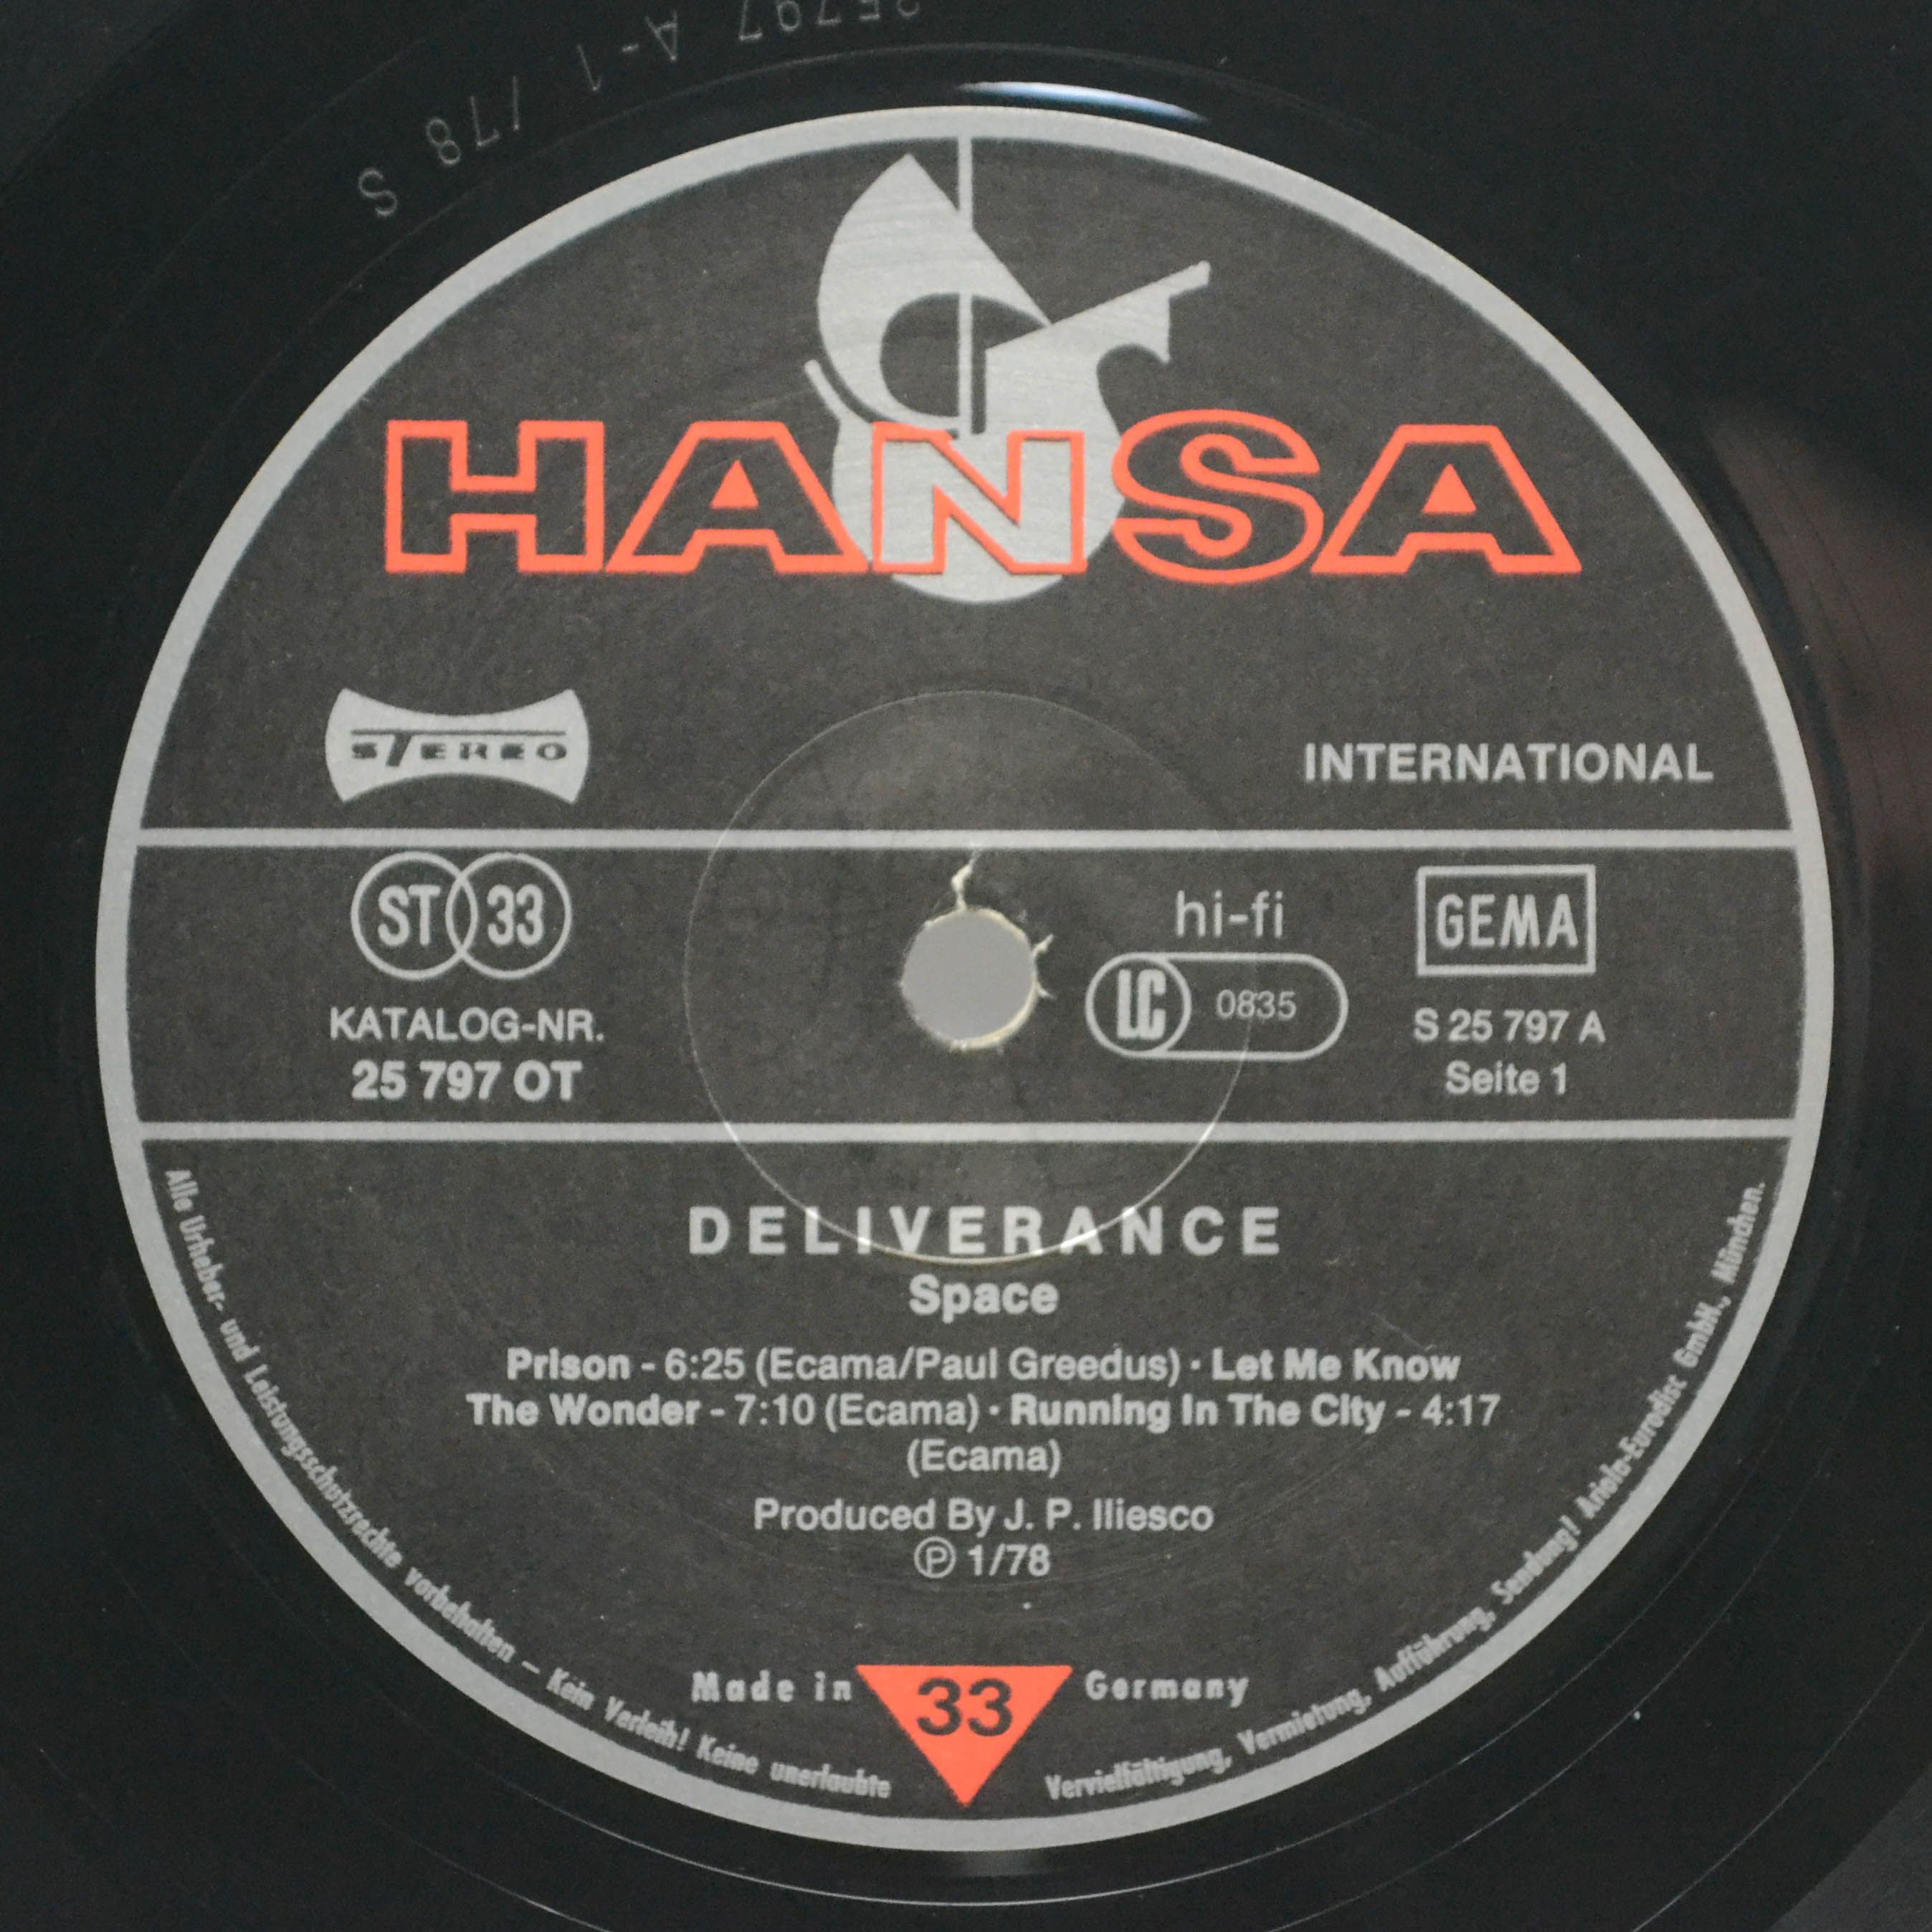 25797 A-1 /78 S
HANSA
STEREO
INTERNATIONAL
ST 33
hi-fi
GEMA
LC 0835
KATALOG-NR.
25 797 OT
S 25 797 A
Seite 1
DELIVERANCE
Space
Prison - 6:25 (Ecama/Paul Greedus) · Let Me Know
The Wonder - 7:10 (Ecama) · Running In The City - 4:17
(Ecama)
Produced By J. P. Iliesco
Ⓟ 1/78
Made in 33 Germany
Alle Urheber- und Leistungsschutzrechte vorbehalten – Kein Verleih! Keine unerlaubte Vervielfältigung, Vermietung, Aufführung, Sendung! Ariola-Eurodisc GmbH., München.